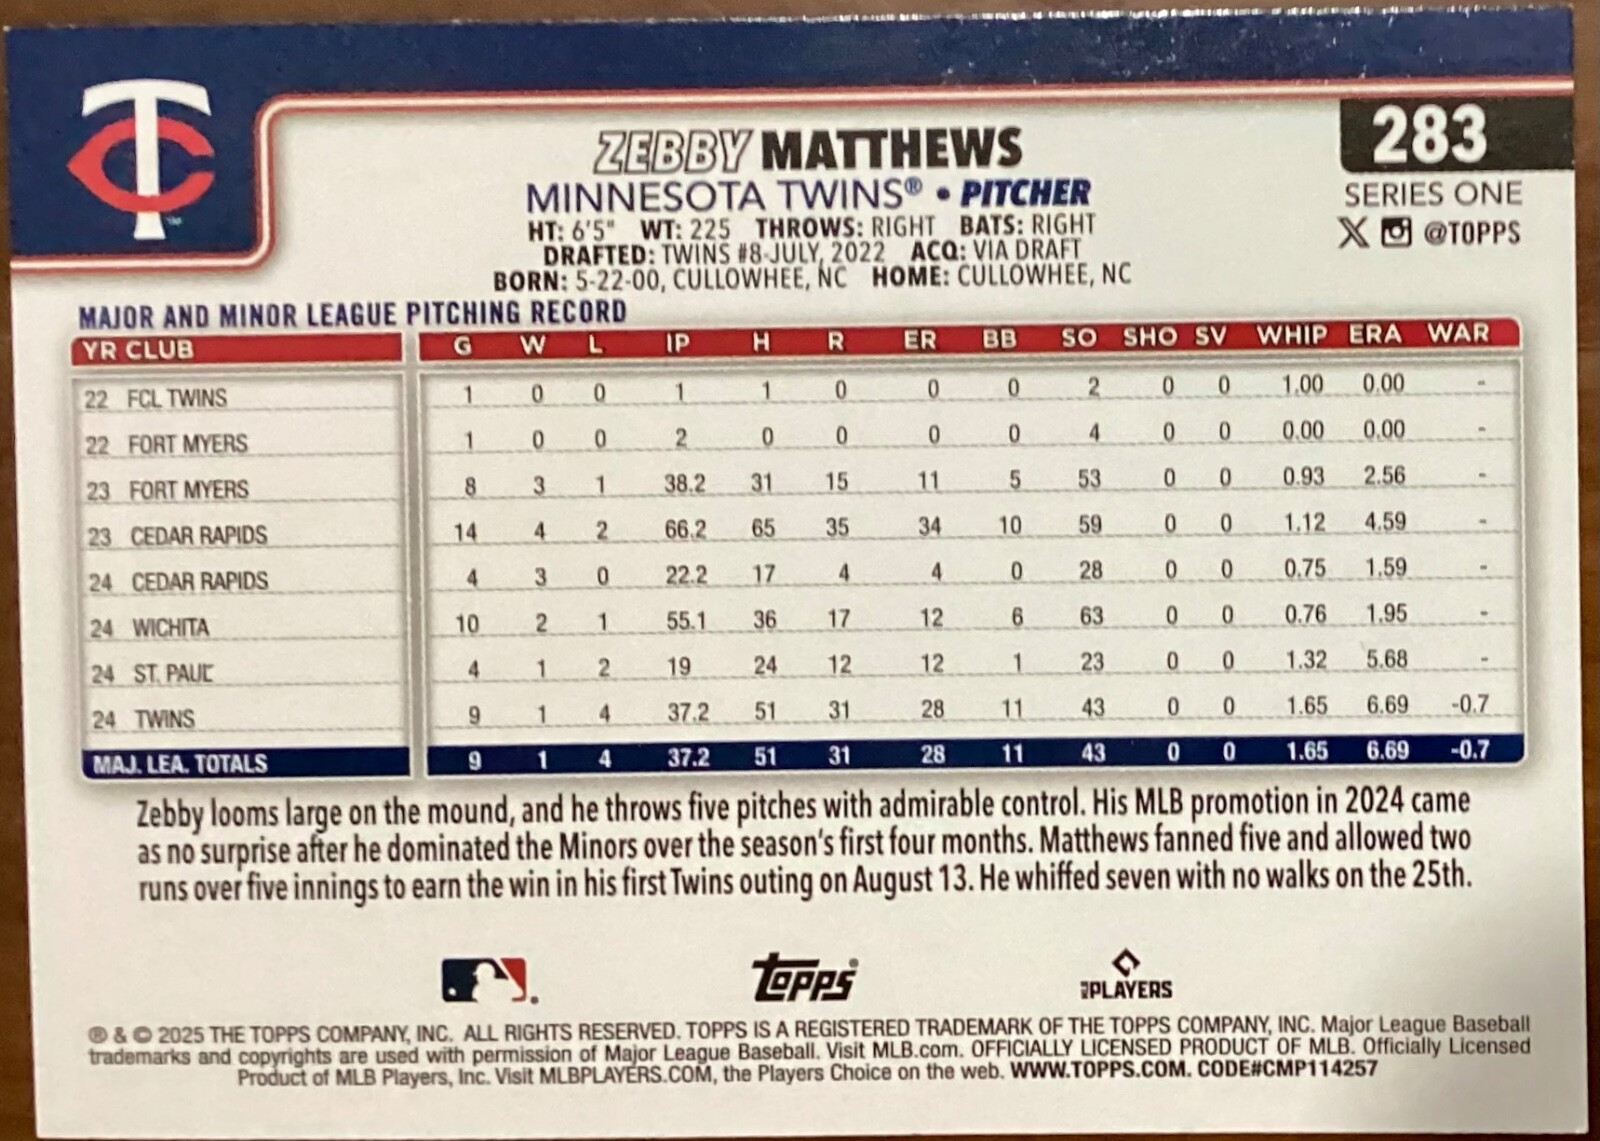 TC
™
283
ZEBBY MATTHEWS
MINNESOTA TWINS® • PITCHER
SERIES ONE
HT: 6'5" WT: 225 THROWS: RIGHT BATS: RIGHT
X @TOPPS
DRAFTED: TWINS #8-JULY, 2022 ACQ: VIA DRAFT
BORN: 5-22-00, CULLOWHEE, NC HOME: CULLOWHEE, NC
MAJOR AND MINOR LEAGUE PITCHING RECORD
YR CLUB G W L IP H R ER BB SO SHO SV WHIP ERA WAR
22 FCL TWINS 1 0 0 1 1 0 0 0 2 0 0 1.00 0.00 -
22 FORT MYERS 1 0 0 2 0 0 0 0 4 0 0 0.00 0.00 -
23 FORT MYERS 8 3 1 38.2 31 15 11 5 53 0 0 0.93 2.56 -
23 CEDAR RAPIDS 14 4 2 66.2 65 35 34 10 59 0 0 1.12 4.59 -
24 CEDAR RAPIDS 4 3 0 22.2 17 4 4 0 28 0 0 0.75 1.59 -
24 WICHITA 10 2 1 55.1 36 17 12 6 63 0 0 0.76 1.95 -
24 ST. PAUL 4 1 2 19 24 12 12 1 23 0 0 1.32 5.68 -
24 TWINS 9 1 4 37.2 51 31 28 11 43 0 0 1.65 6.69 -0.7
MAJ. LEA. TOTALS 9 1 4 37.2 51 31 28 11 43 0 0 1.65 6.69 -0.7
Zebby looms large on the mound, and he throws five pitches with admirable control. His MLB promotion in 2024 came
as no surprise after he dominated the Minors over the season's first four months. Matthews fanned five and allowed two
runs over five innings to earn the win in his first Twins outing on August 13. He whiffed seven with no walks on the 25th.
Topps
MLB PLAYERS
® & © 2025 THE TOPPS COMPANY, INC. ALL RIGHTS RESERVED. TOPPS IS A REGISTERED TRADEMARK OF THE TOPPS COMPANY, INC. Major League Baseball
trademarks and copyrights are used with permission of Major League Baseball. Visit MLB.com. OFFICIALLY LICENSED PRODUCT OF MLB. Officially Licensed
Product of MLB Players, Inc. Visit MLBPLAYERS.COM, the Players Choice on the web. WWW.TOPPS.COM. CODE#CMP114257